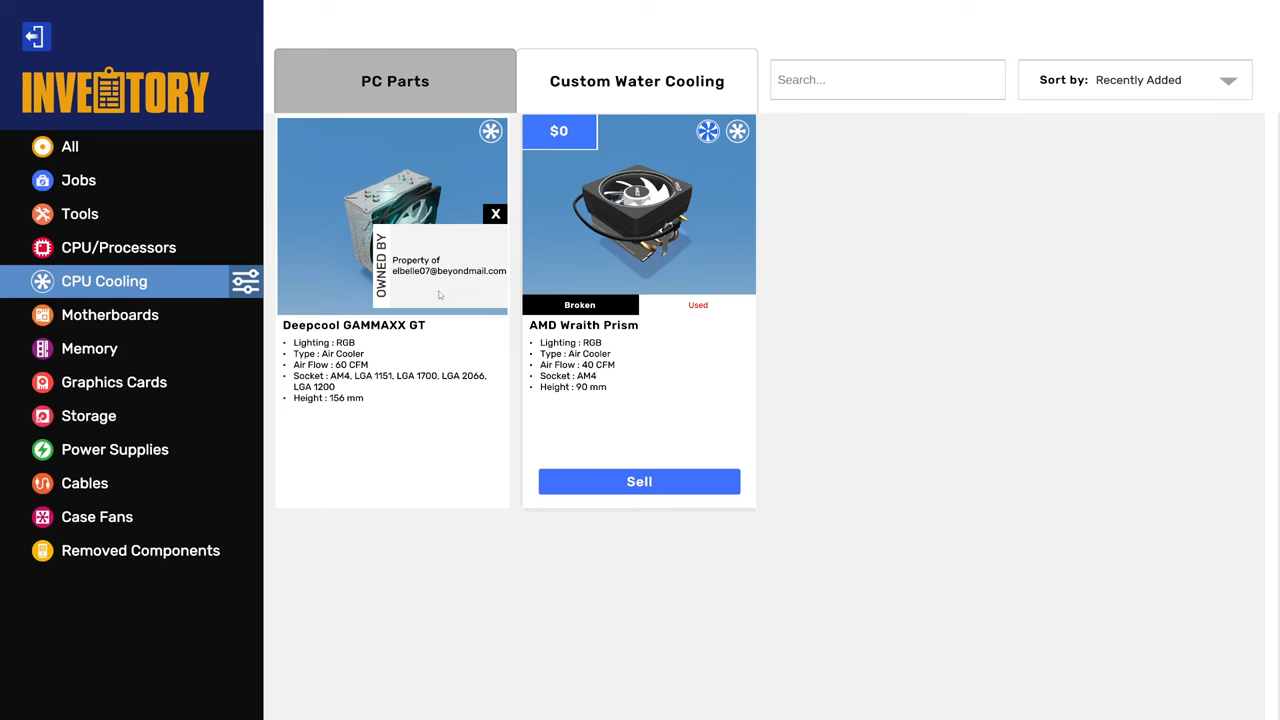 INVENTORY
All
Jobs
Tools
CPU/Processors
CPU Cooling
Motherboards
Memory
Graphics Cards
Storage
Power Supplies
Cables
Case Fans
Removed Components
PC Parts
Custom Water Cooling
Search...
Sort by: Recently Added
X
OWNED BY
Property of
elbelle07@beyondmail.com
Deepcool GAMMAXX GT
• Lighting : RGB
• Type : Air Cooler
• Air Flow : 60 CFM
• Socket : AM4, LGA 1151, LGA 1700, LGA 2066,
LGA 1200
• Height : 156 mm
$0
Broken
Used
AMD Wraith Prism
• Lighting : RGB
• Type : Air Cooler
• Air Flow : 40 CFM
• Socket : AM4
• Height : 90 mm
Sell